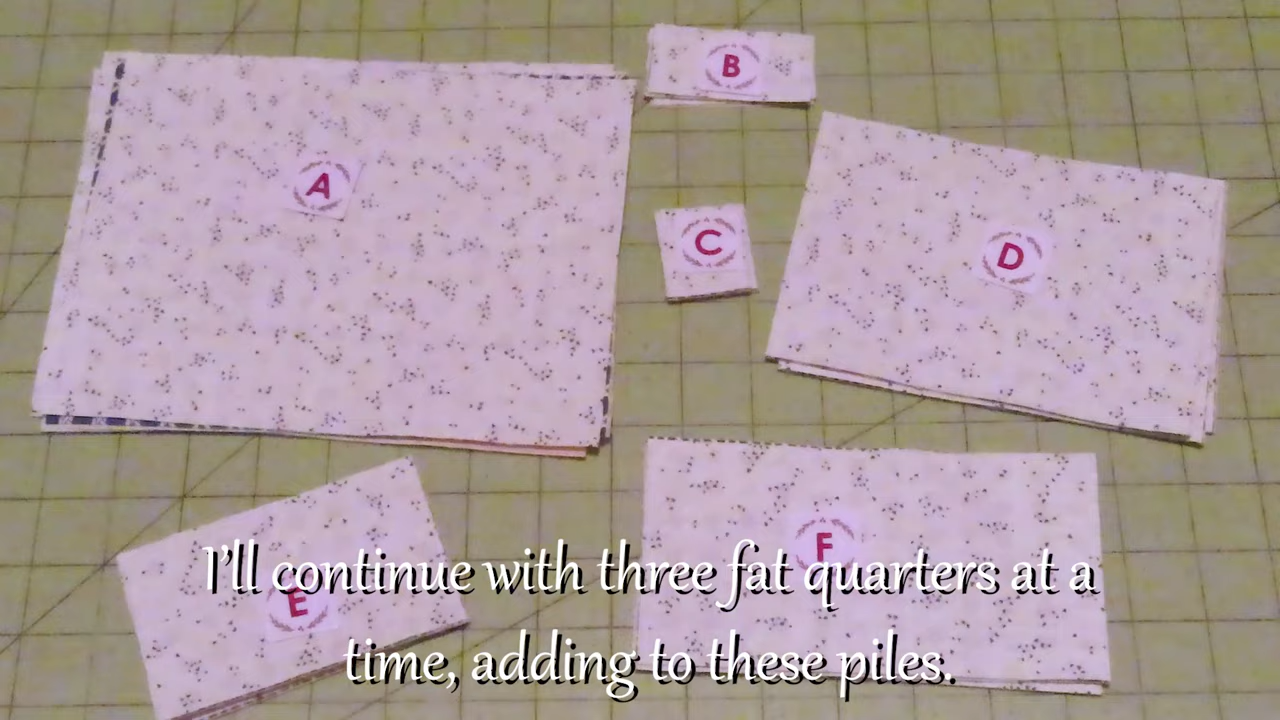 B
A
C
D
F
I'll continue with three fat quarters at a
E
time, adding to these piles.